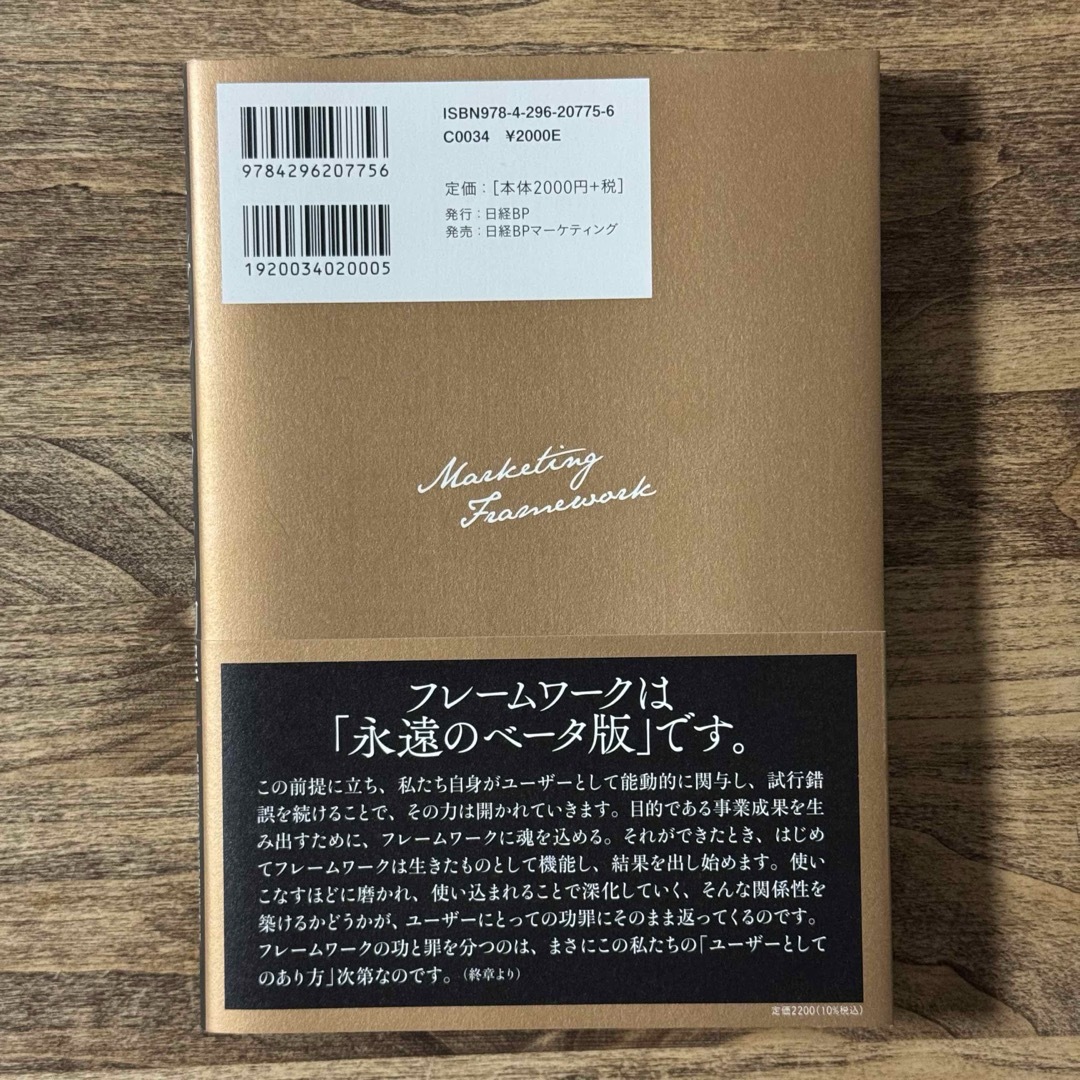 ISBN978-4-296-20775-6
C0034 ¥2000E
9784296207756
定価：[本体2000円+税]
発行：日経BP
発売：日経BPマーケティング
1920034020005
Marketing
Framework
フレームワークは
「永遠のベータ版」です。
この前提に立ち、私たち自身がユーザーとして能動的に関与し、試行錯
誤を続けることで、その力は開かれていきます。目的である事業成果を生
み出すために、フレームワークに魂を込める。それができたとき、はじめ
てフレームワークは生きたものとして機能し、結果を出し始めます。使い
こなすほどに磨かれ、使い込まれることで深化していく、そんな関係性を
築けるかどうかが、ユーザーにとっての功罪にそのまま返ってくるのです。
フレームワークの功と罪を分つのは、まさにこの私たちの「ユーザーとして
のあり方」次第なのです。（終章より）
定価2200（10%税込）